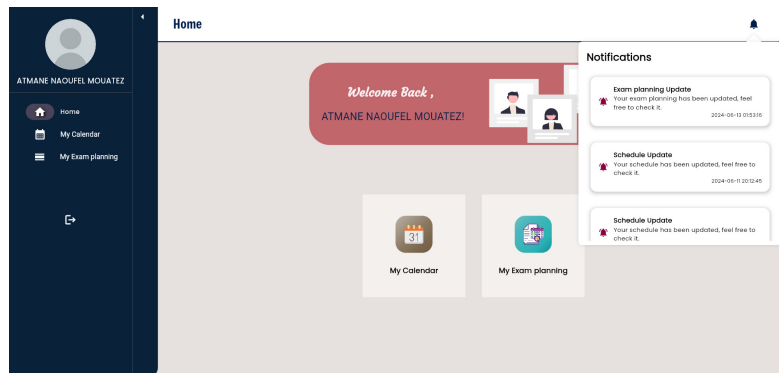 ATMANE NAOUFEL MOUATEZ
Home
My Calendar
My Exam planning
Home
Welcome Back ,
ATMANE NAOUFEL MOUATEZ!
31
My Calendar
My Exam planning
Notifications
Exam planning Update
Your exam planning has been updated, feel
free to check it.
2024-06-13 01:53:16
Schedule Update
Your schedule has been updated, feel free to
check it.
2024-06-11 20:12:45
Schedule Update
Your schedule has been updated, feel free to
check it.